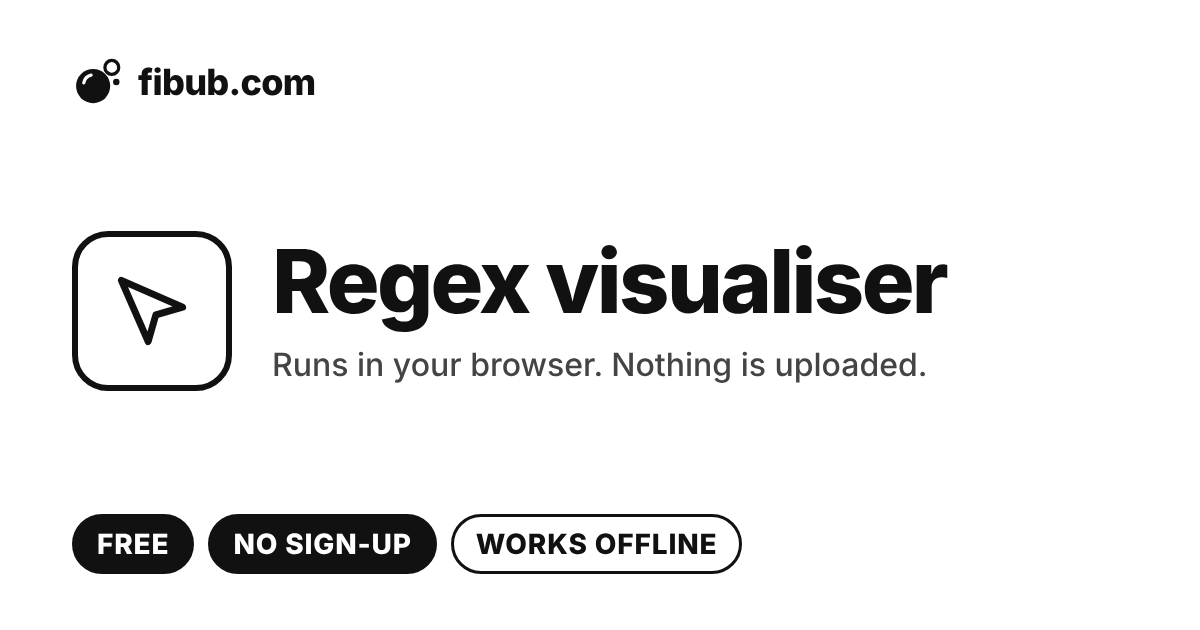 fibub.com
Regex visualiser
Runs in your browser. Nothing is uploaded.
FREE NO SIGN-UP WORKS OFFLINE